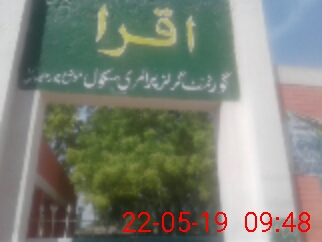 اقرا
گورنمنٹ گرلز پرائمری سکول
22-05-19 09:48